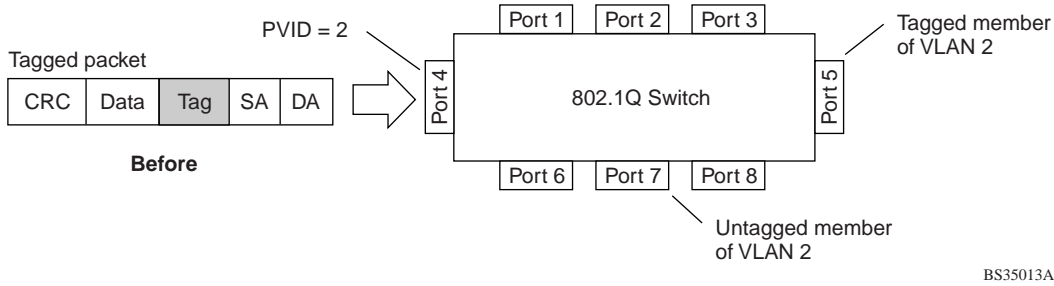 Port 1
Port 2
Port 3
PVID = 2
Tagged member
of VLAN 2
Tagged packet
CRC
Data
Tag
SA
DA
Port 4
802.1Q Switch
Port 5
Before
Port 6
Port 7
Port 8
Untagged member
of VLAN 2
BS35013A